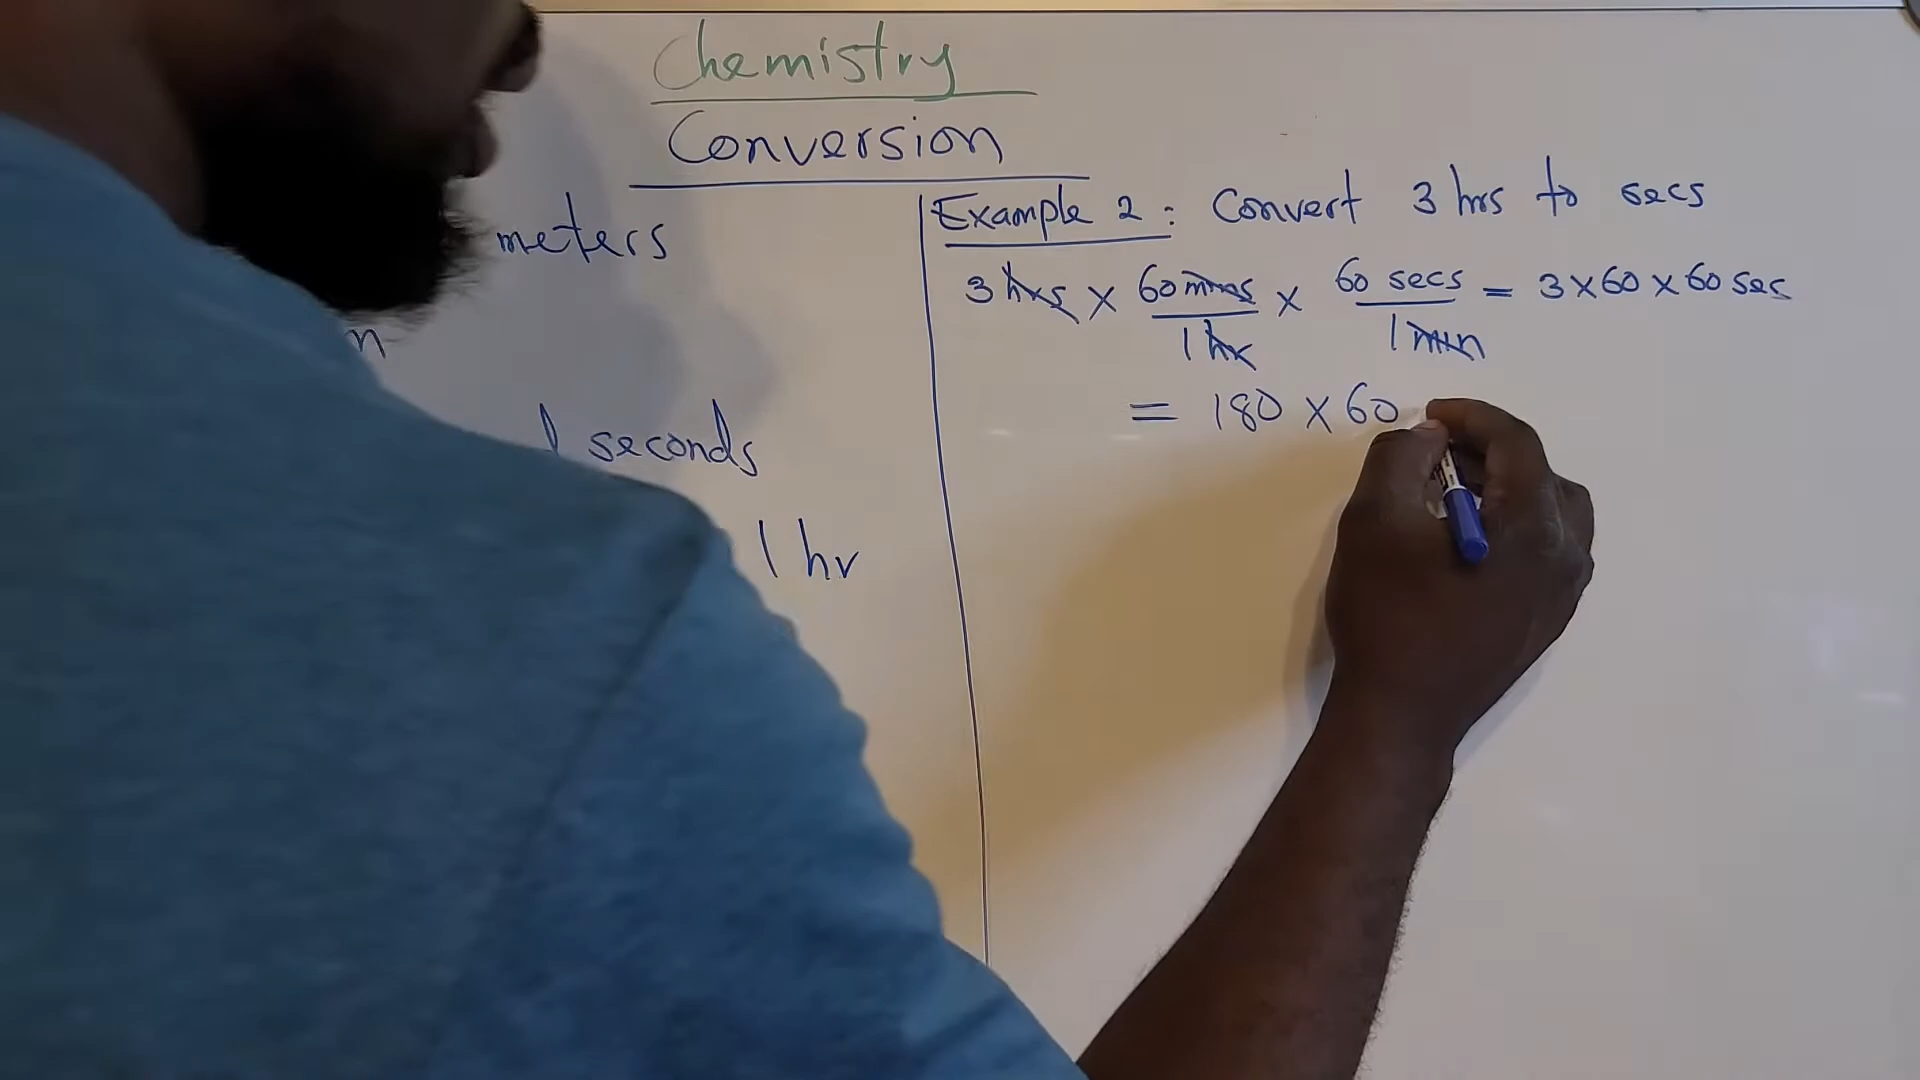 Chemistry
Conversion
meters
seconds
1 hr
Example 2: Convert 3 hrs to secs
3 hrs x 60 mins / 1 hr x 60 secs / 1 min = 3 x 60 x 60 sec
= 180 x 60